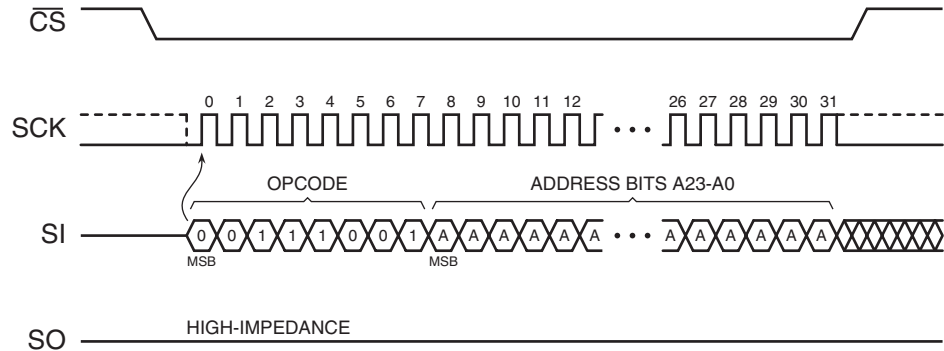 CS
0 1 2 3 4 5 6 7 8 9 10 11 12 26 27 28 29 30 31
SCK
OPCODE ADDRESS BITS A23-A0
SI 0 0 1 1 1 0 0 1 A A A A A A A A A A A A
MSB MSB
HIGH-IMPEDANCE
SO